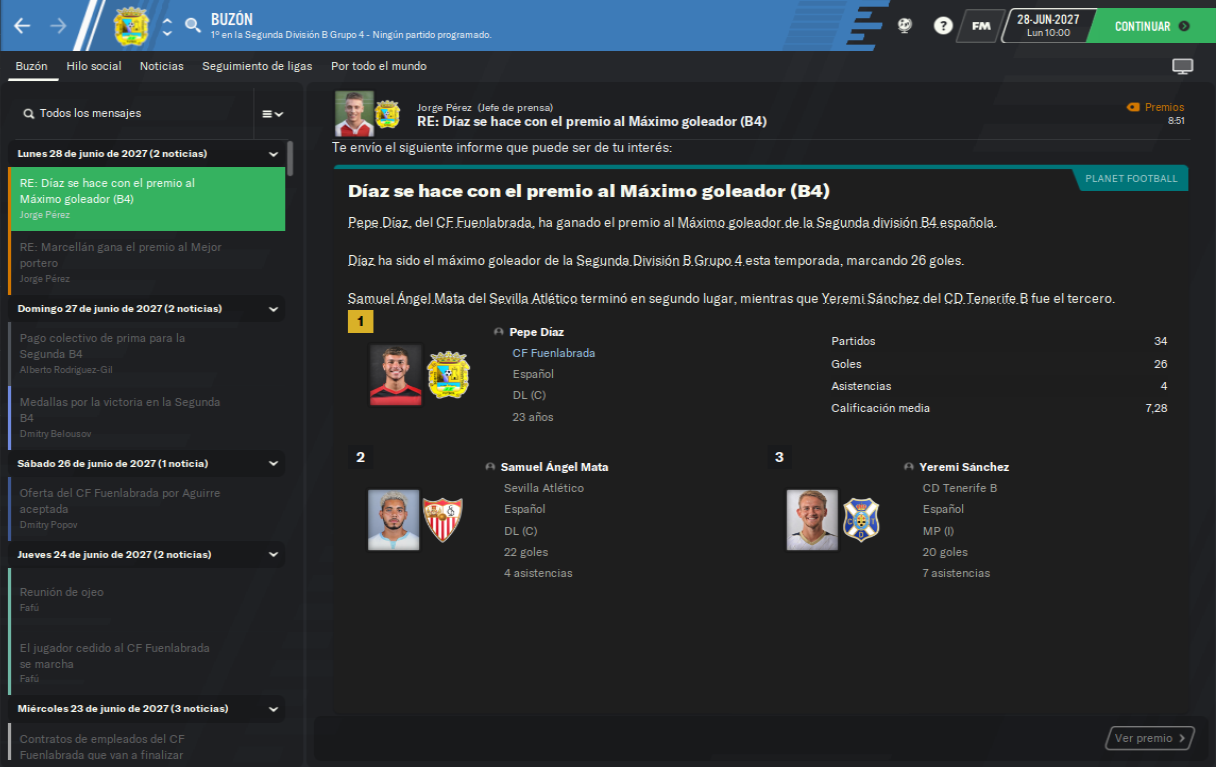 BUZÓN
1º en la Segunda División B Grupo 4 - Ningún partido programado.
?
FM
28-JUN-2027
Lun 10:00
CONTINUAR
Buzón
Hilo social
Noticias
Seguimiento de ligas
Por todo el mundo
Todos los mensajes
Lunes 28 de junio de 2027 (2 noticias)
RE: Díaz se hace con el premio al
Máximo goleador (B4)
Jorge Pérez
RE: Marcellán gana el premio al Mejor
portero
Jorge Pérez
Domingo 27 de junio de 2027 (2 noticias)
Pago colectivo de prima para la
Segunda B4
Alberto Rodríguez-Gil
Medallas por la victoria en la Segunda
B4
Dmitry Belousov
Sábado 26 de junio de 2027 (1 noticia)
Oferta del CF Fuenlabrada por Aguirre
aceptada
Dmitry Popov
Jueves 24 de junio de 2027 (2 noticias)
Reunión de ojeo
Fafú
El jugador cedido al CF Fuenlabrada
se marcha
Fafú
Miércoles 23 de junio de 2027 (3 noticias)
Contratos de empleados del CF
Fuenlabrada que van a finalizar
Jorge Pérez (Jefe de prensa)
RE: Díaz se hace con el premio al Máximo goleador (B4)
Premios
8:51
Te envío el siguiente informe que puede ser de tu interés:
PLANET FOOTBALL
Díaz se hace con el premio al Máximo goleador (B4)
Pepe Díaz, del CF Fuenlabrada, ha ganado el premio al Máximo goleador de la Segunda división B4 española.
Díaz ha sido el máximo goleador de la Segunda División B Grupo 4 esta temporada, marcando 26 goles.
Samuel Ángel Mata del Sevilla Atlético terminó en segundo lugar, mientras que Yeremi Sánchez del CD Tenerife B fue el tercero.
1
Pepe Díaz
CF Fuenlabrada
Español
DL (C)
23 años
Partidos 34
Goles 26
Asistencias 4
Calificación media 7,28
2
Samuel Ángel Mata
Sevilla Atlético
Español
DL (C)
22 goles
4 asistencias
3
Yeremi Sánchez
CD Tenerife B
Español
MP (I)
20 goles
7 asistencias
Ver premio